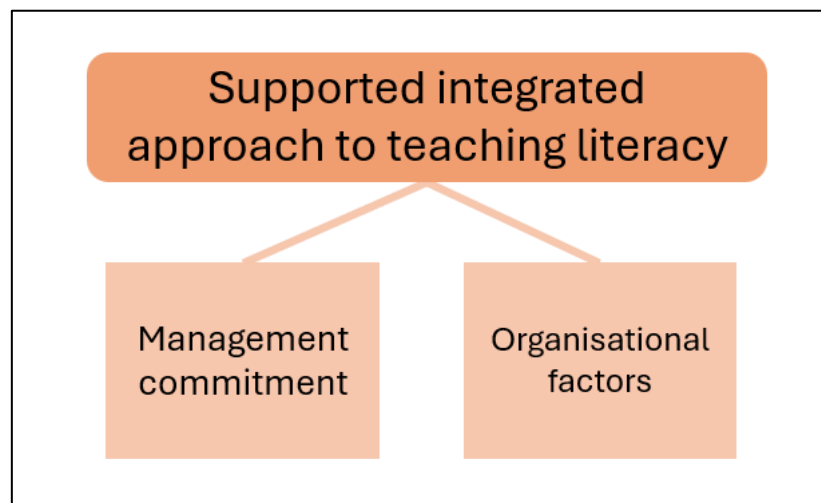 Supported integrated
approach to teaching literacy
Management
commitment
Organisational
factors